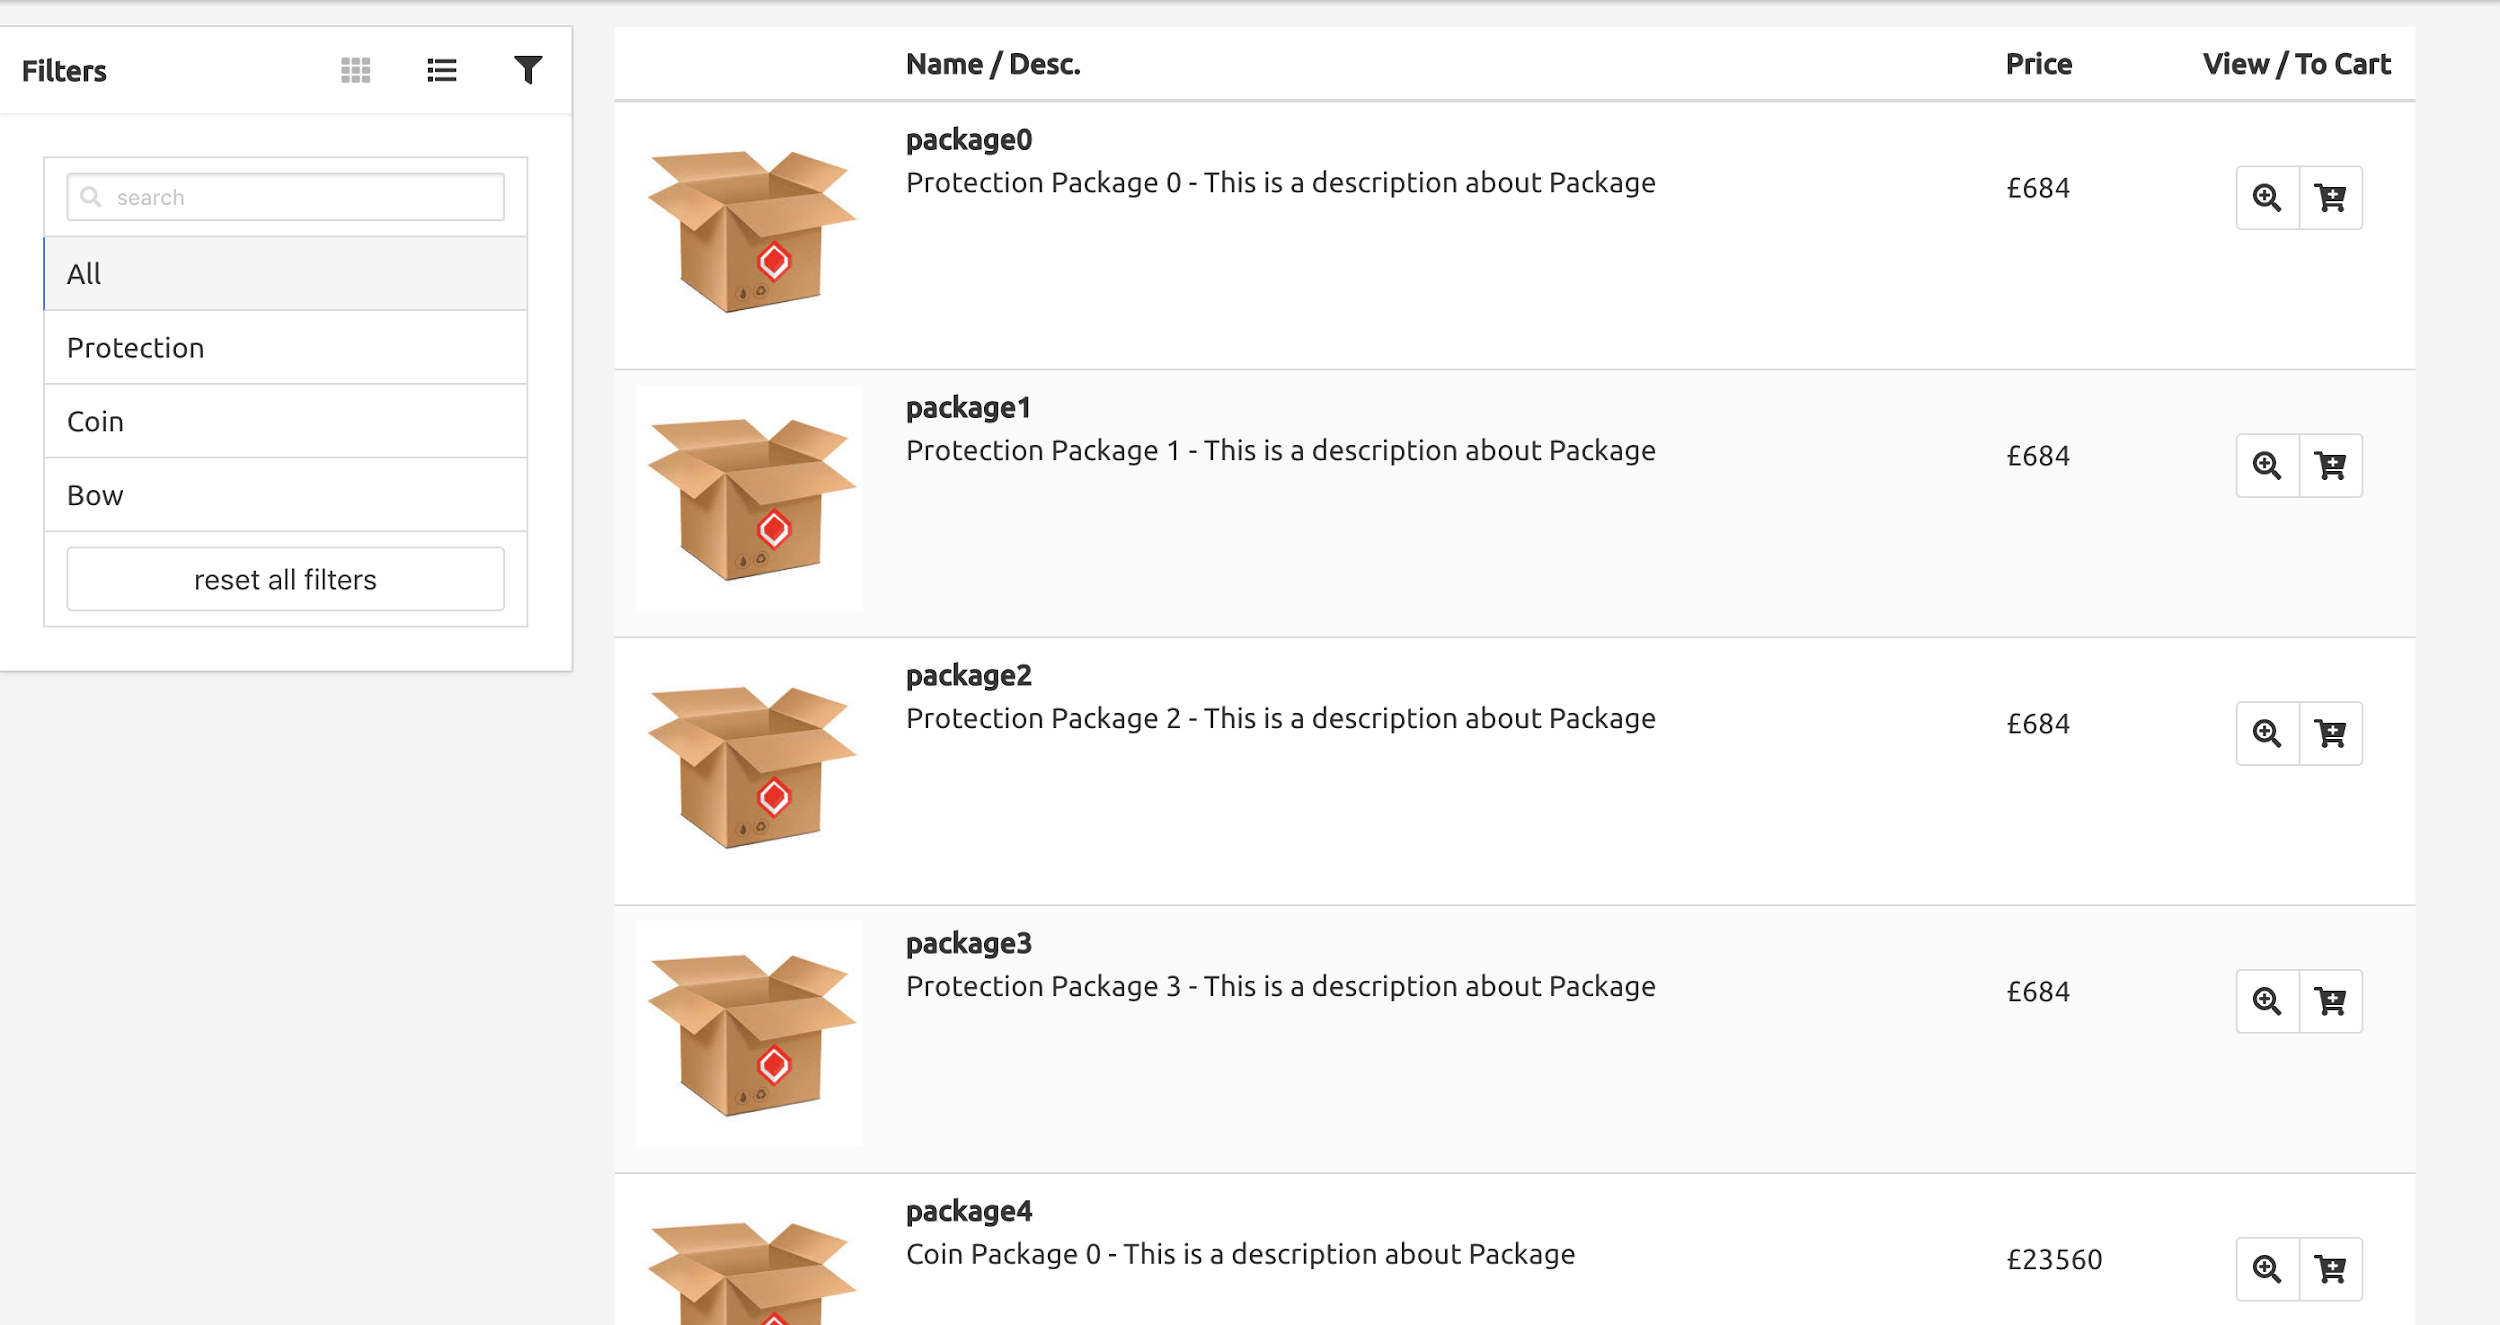 Filters
search
All
Protection
Coin
Bow
reset all filters
Name / Desc. Price View / To Cart
package0
Protection Package 0 - This is a description about Package
£684
package1
Protection Package 1 - This is a description about Package
£684
package2
Protection Package 2 - This is a description about Package
£684
package3
Protection Package 3 - This is a description about Package
£684
package4
Coin Package 0 - This is a description about Package
£23560